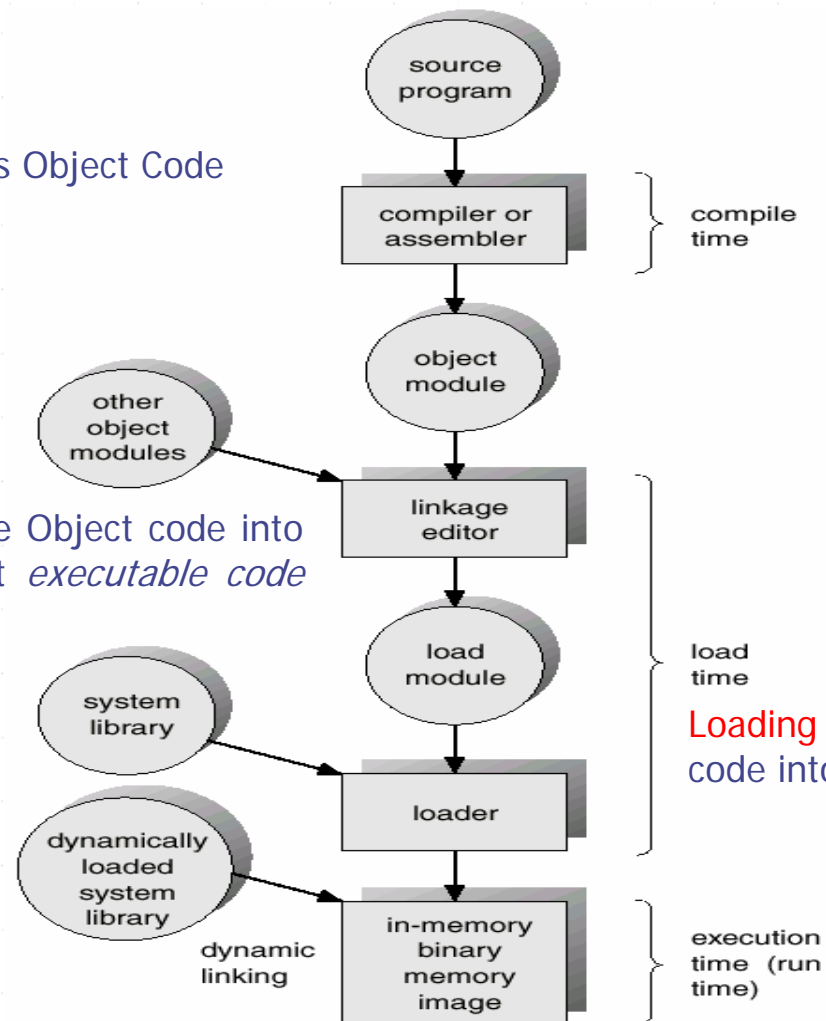 source
program
s Object Code
compiler or
assembler
compile
time
object
module
other
object
modules
linkage
editor
e Object code into
t executable code
load
module
load
time
system
library
Loading
code into
loader
dynamically
loaded
system
library
dynamic
linking
in-memory
binary
memory
image
execution
time (run
time)